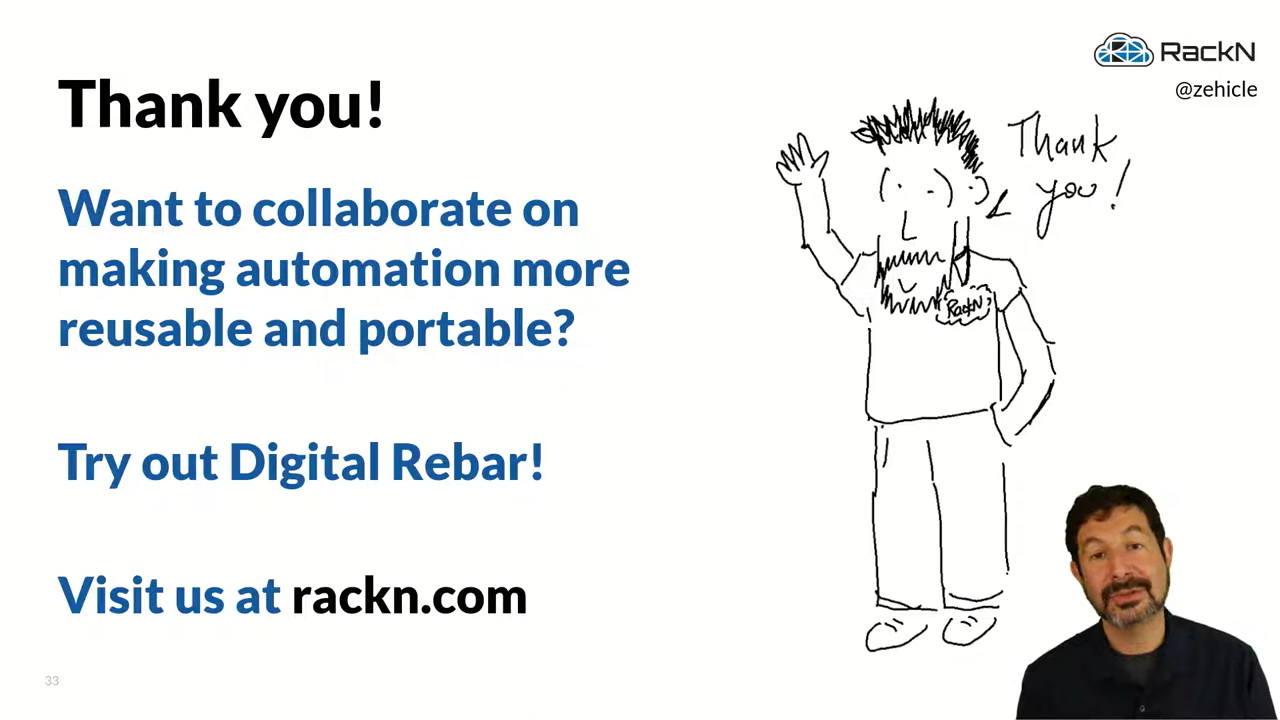 RackN
@zehicle
Thank you!
Want to collaborate on
making automation more
reusable and portable?
Try out Digital Rebar!
Visit us at rackn.com
Thank
you!
RackN
33